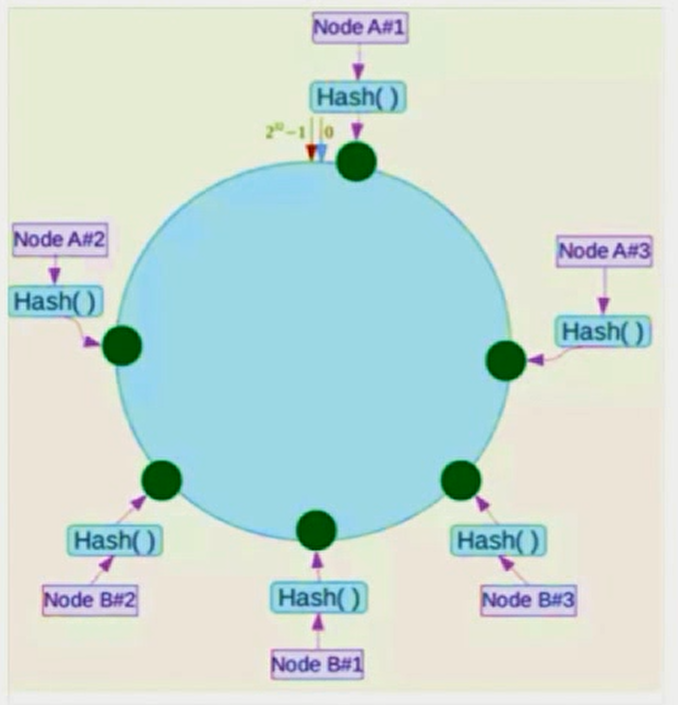 Node A#1
Hash( )
2³²−1 0
Node A#2
Hash( )
Node A#3
Hash( )
Hash( )
Node B#2
Hash( )
Node B#1
Hash( )
Node B#3